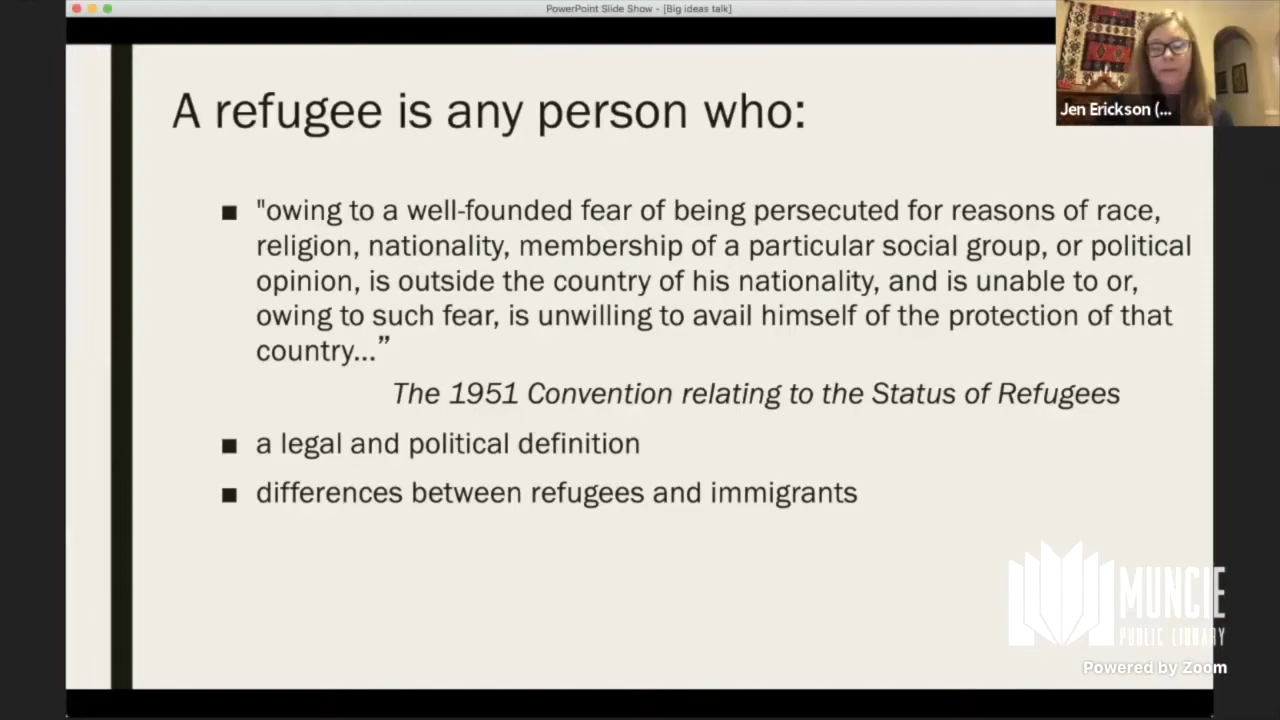 PowerPoint Slide Show - [Big ideas talk]
Jen Erickson (...
A refugee is any person who:
■ "owing to a well-founded fear of being persecuted for reasons of race,
religion, nationality, membership of a particular social group, or political
opinion, is outside the country of his nationality, and is unable to or,
owing to such fear, is unwilling to avail himself of the protection of that
country...”
The 1951 Convention relating to the Status of Refugees
■ a legal and political definition
■ differences between refugees and immigrants
MUNCIE
PUBLIC LIBRARY
Powered by Zoom